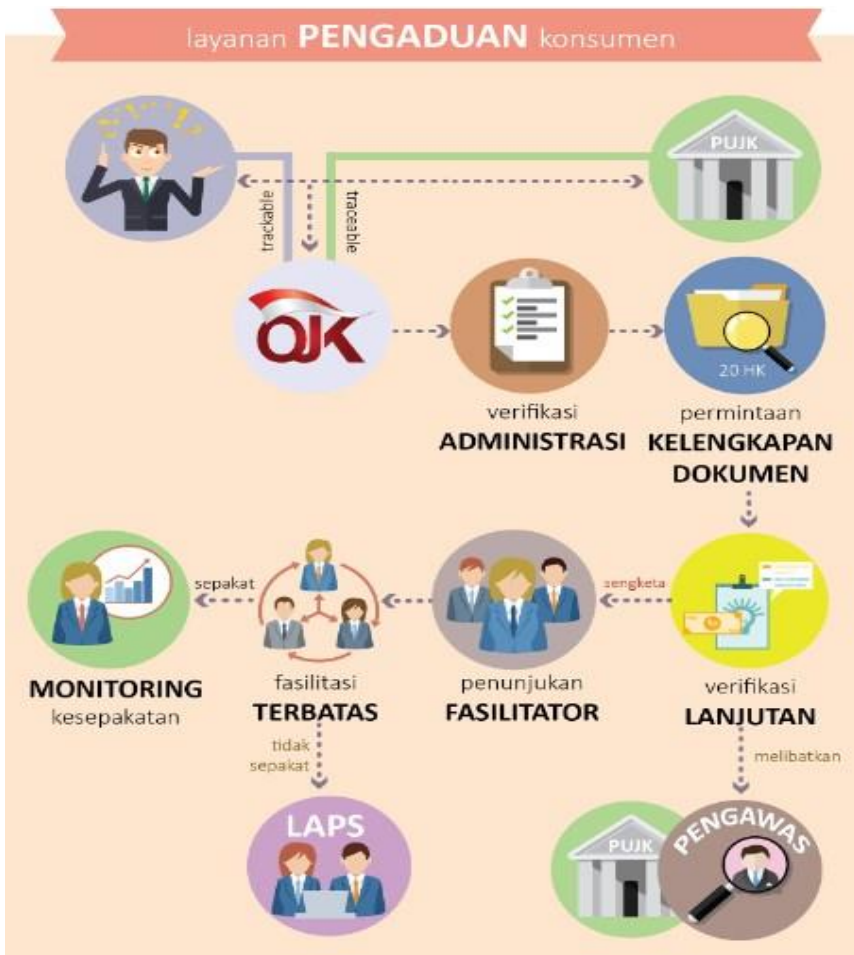 layanan PENGADUAN konsumen
PUJK
trackable
traceable
OJK
20 HK
verifikasi
ADMINISTRASI
permintaan
KELENGKAPAN
DOKUMEN
sepakat
sengketa
MONITORING
kesepakatan
fasilitasi
TERBATAS
penunjukan
FASILITATOR
verifikasi
LANJUTAN
tidak
sepakat
melibatkan
LAPS
PUJK
PENGAWAS